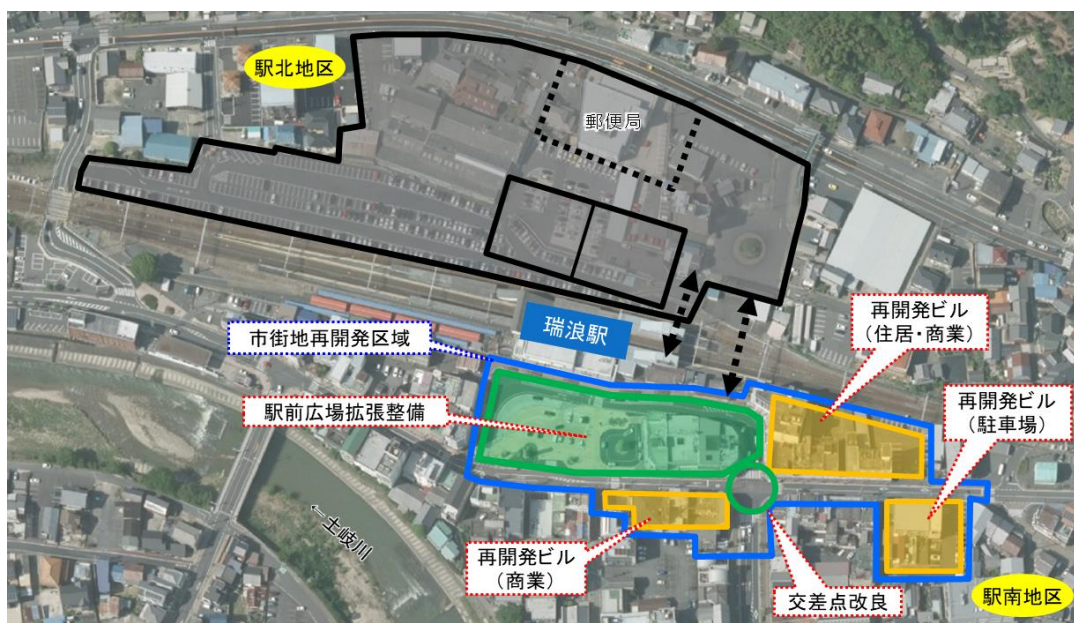 駅北地区
郵便局
瑞浪駅
再開発ビル
（住居・商業）
市街地再開発区域
再開発ビル
（駐車場）
駅前広場拡張整備
←土岐川
再開発ビル
（商業）
交差点改良
駅南地区